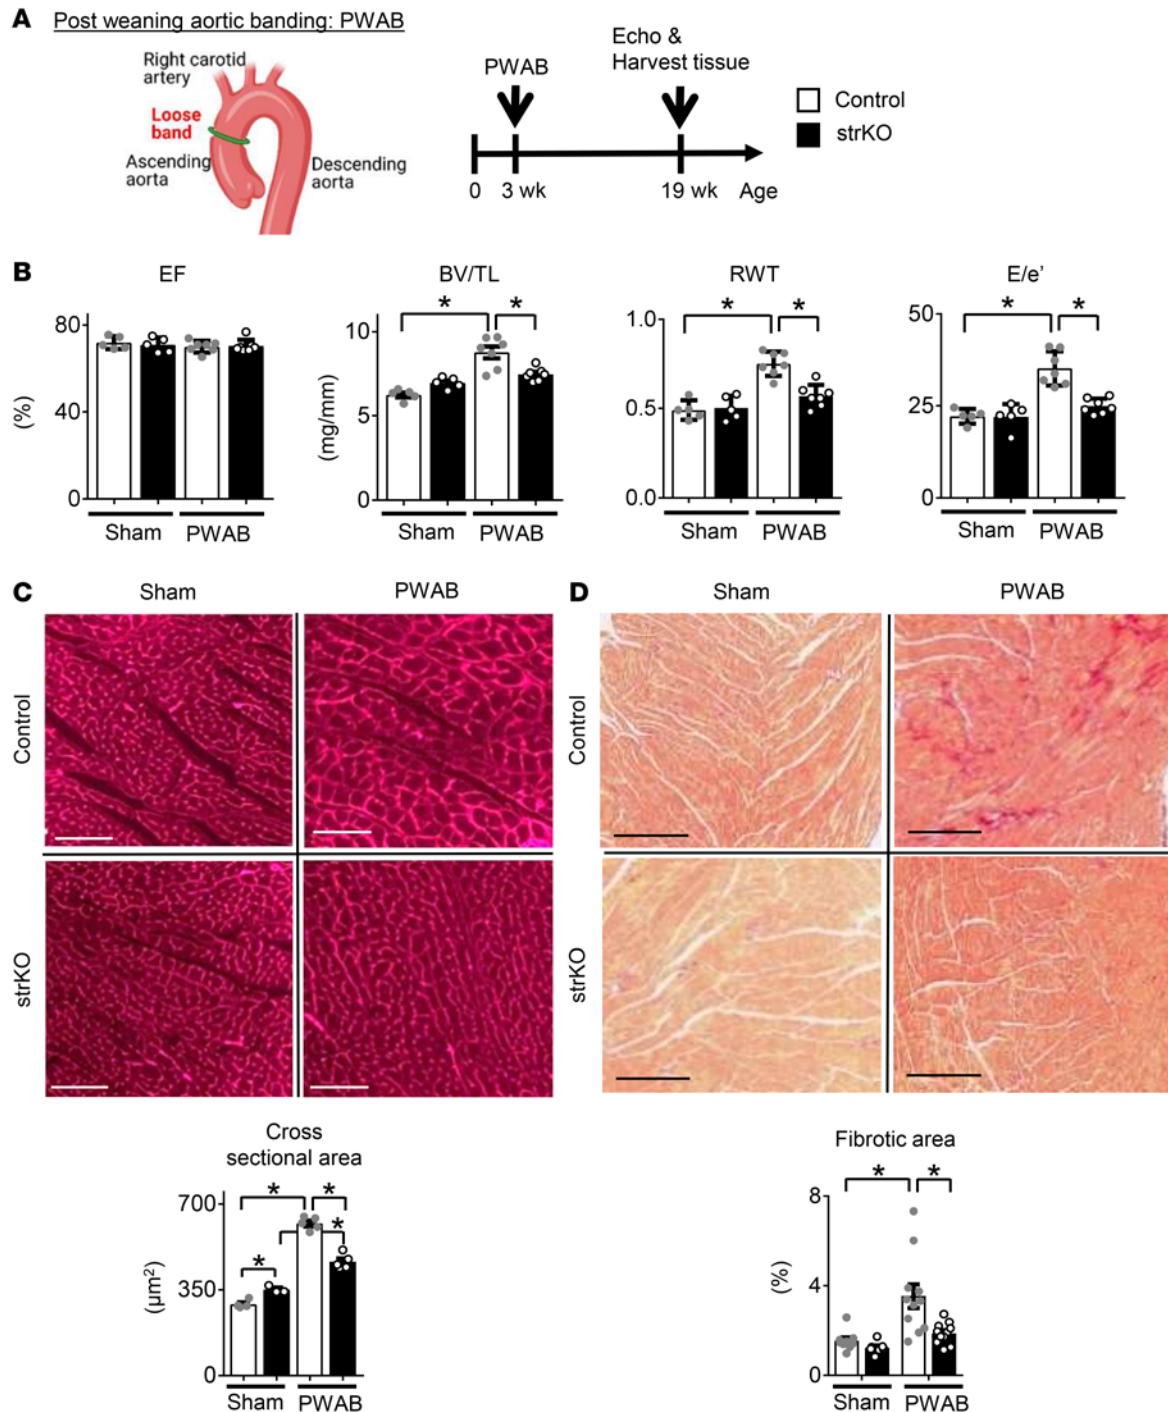 A Post weaning aortic banding: PWAB
Right carotid
artery
Loose
band
Ascending
aorta
Descending
aorta
PWAB
Echo &
Harvest tissue
0 3 wk 19 wk Age
Control
strKO
B
EF
(%)
80
40
0
Sham PWAB
BV/TL
(mg/mm)
10
5
0
* *
Sham PWAB
RWT
1.0
0.5
0.0
* *
Sham PWAB
E/e'
50
25
0
* *
Sham PWAB
C
Sham PWAB
Control
strKO
D
Sham PWAB
Control
strKO
Cross
sectional area
(μm²)
700
350
0
* * * *
Sham PWAB
Fibrotic area
(%)
8
4
0
* *
Sham PWAB